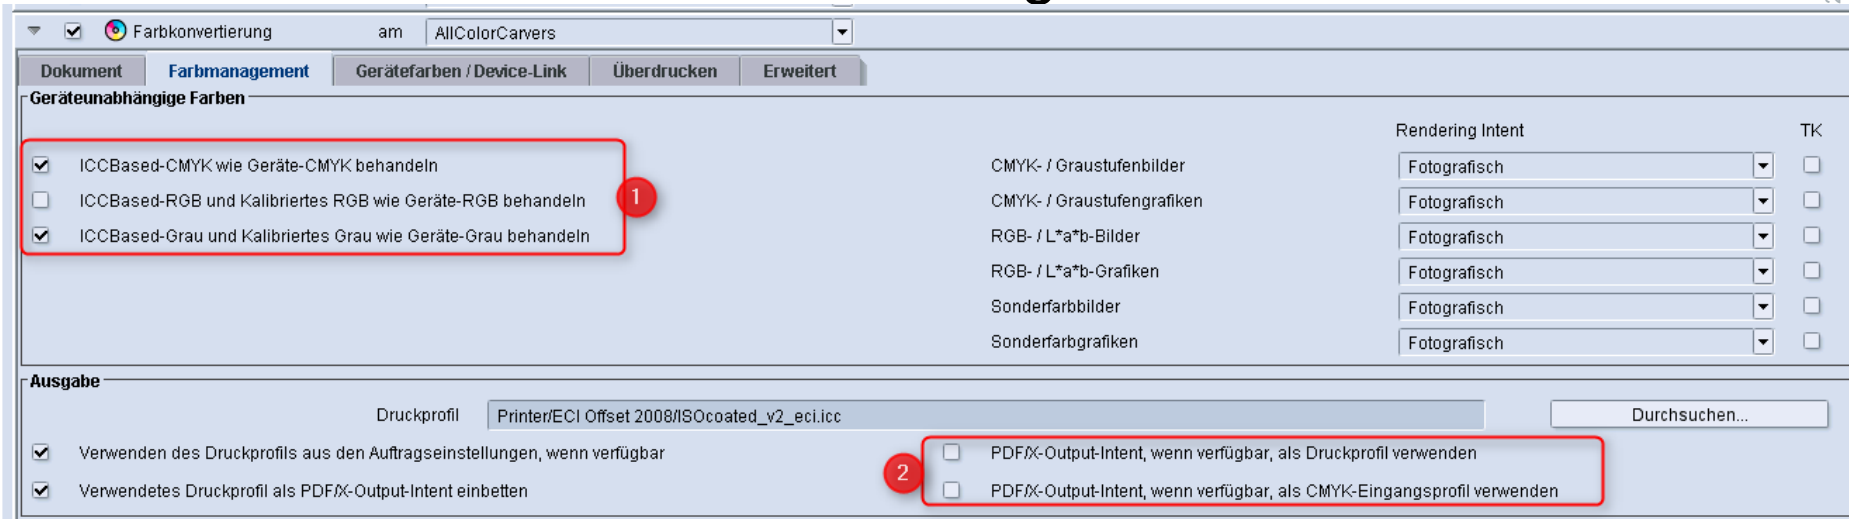 Farbkonvertierung am AllColorCarvers
Dokument Farbmanagement Gerätefarben / Device-Link Überdrucken Erweitert
Geräteunabhängige Farben
Rendering Intent TK
ICCBased-CMYK wie Geräte-CMYK behandeln CMYK- / Graustufenbilder Fotografisch
ICCBased-RGB und Kalibriertes RGB wie Geräte-RGB behandeln 1 CMYK- / Graustufengrafiken Fotografisch
ICCBased-Grau und Kalibriertes Grau wie Geräte-Grau behandeln RGB- / L*a*b-Bilder Fotografisch
RGB- / L*a*b-Grafiken Fotografisch
Sonderfarbbilder Fotografisch
Sonderfarbgrafiken Fotografisch
Ausgabe
Druckprofil Printer/ECI Offset 2008/ISOcoated_v2_eci.icc Durchsuchen...
Verwenden des Druckprofils aus den Auftragseinstellungen, wenn verfügbar PDF/X-Output-Intent, wenn verfügbar, als Druckprofil verwenden
2
Verwendetes Druckprofil als PDF/X-Output-Intent einbetten PDF/X-Output-Intent, wenn verfügbar, als CMYK-Eingangsprofil verwenden